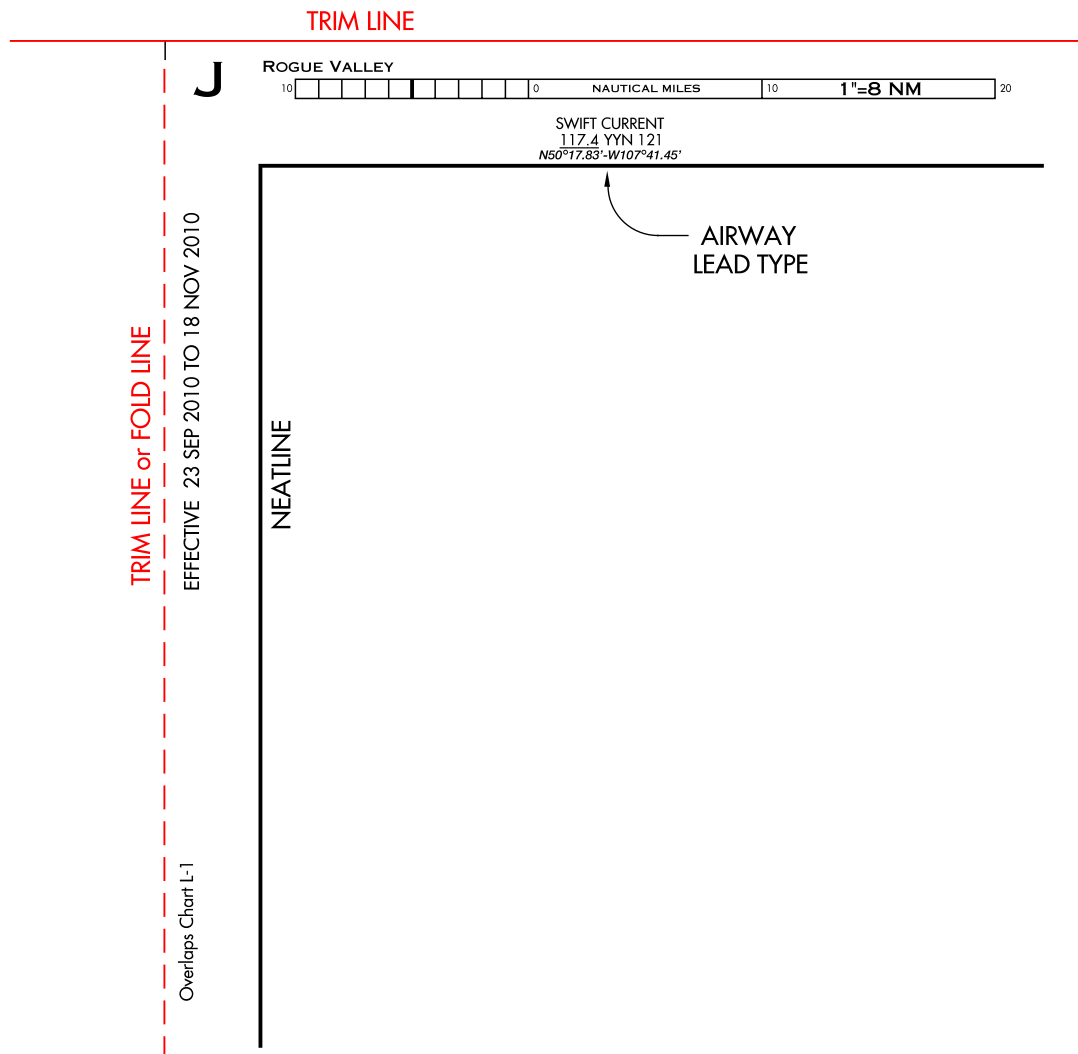 TRIM LINE
J
ROGUE VALLEY
10 0 NAUTICAL MILES 10 1"=8 NM 20
SWIFT CURRENT
117.4 YYN 121
N50°17.83'-W107°41.45'
AIRWAY
LEAD TYPE
TRIM LINE or FOLD LINE
EFFECTIVE 23 SEP 2010 TO 18 NOV 2010
NEATLINE
Overlaps Chart L-1